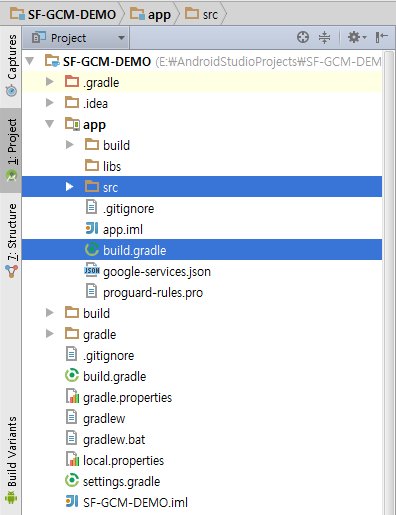 SF-GCM-DEMO app src
Captures
1: Project
7: Structure
Build Variants
Project
SF-GCM-DEMO (E:₩AndroidStudioProjects₩SF-GCM-DEM
.gradle
.idea
app
build
libs
src
.gitignore
app.iml
build.gradle
JSON google-services.json
proguard-rules.pro
build
gradle
.gitignore
build.gradle
gradle.properties
gradlew
gradlew.bat
local.properties
settings.gradle
SF-GCM-DEMO.iml